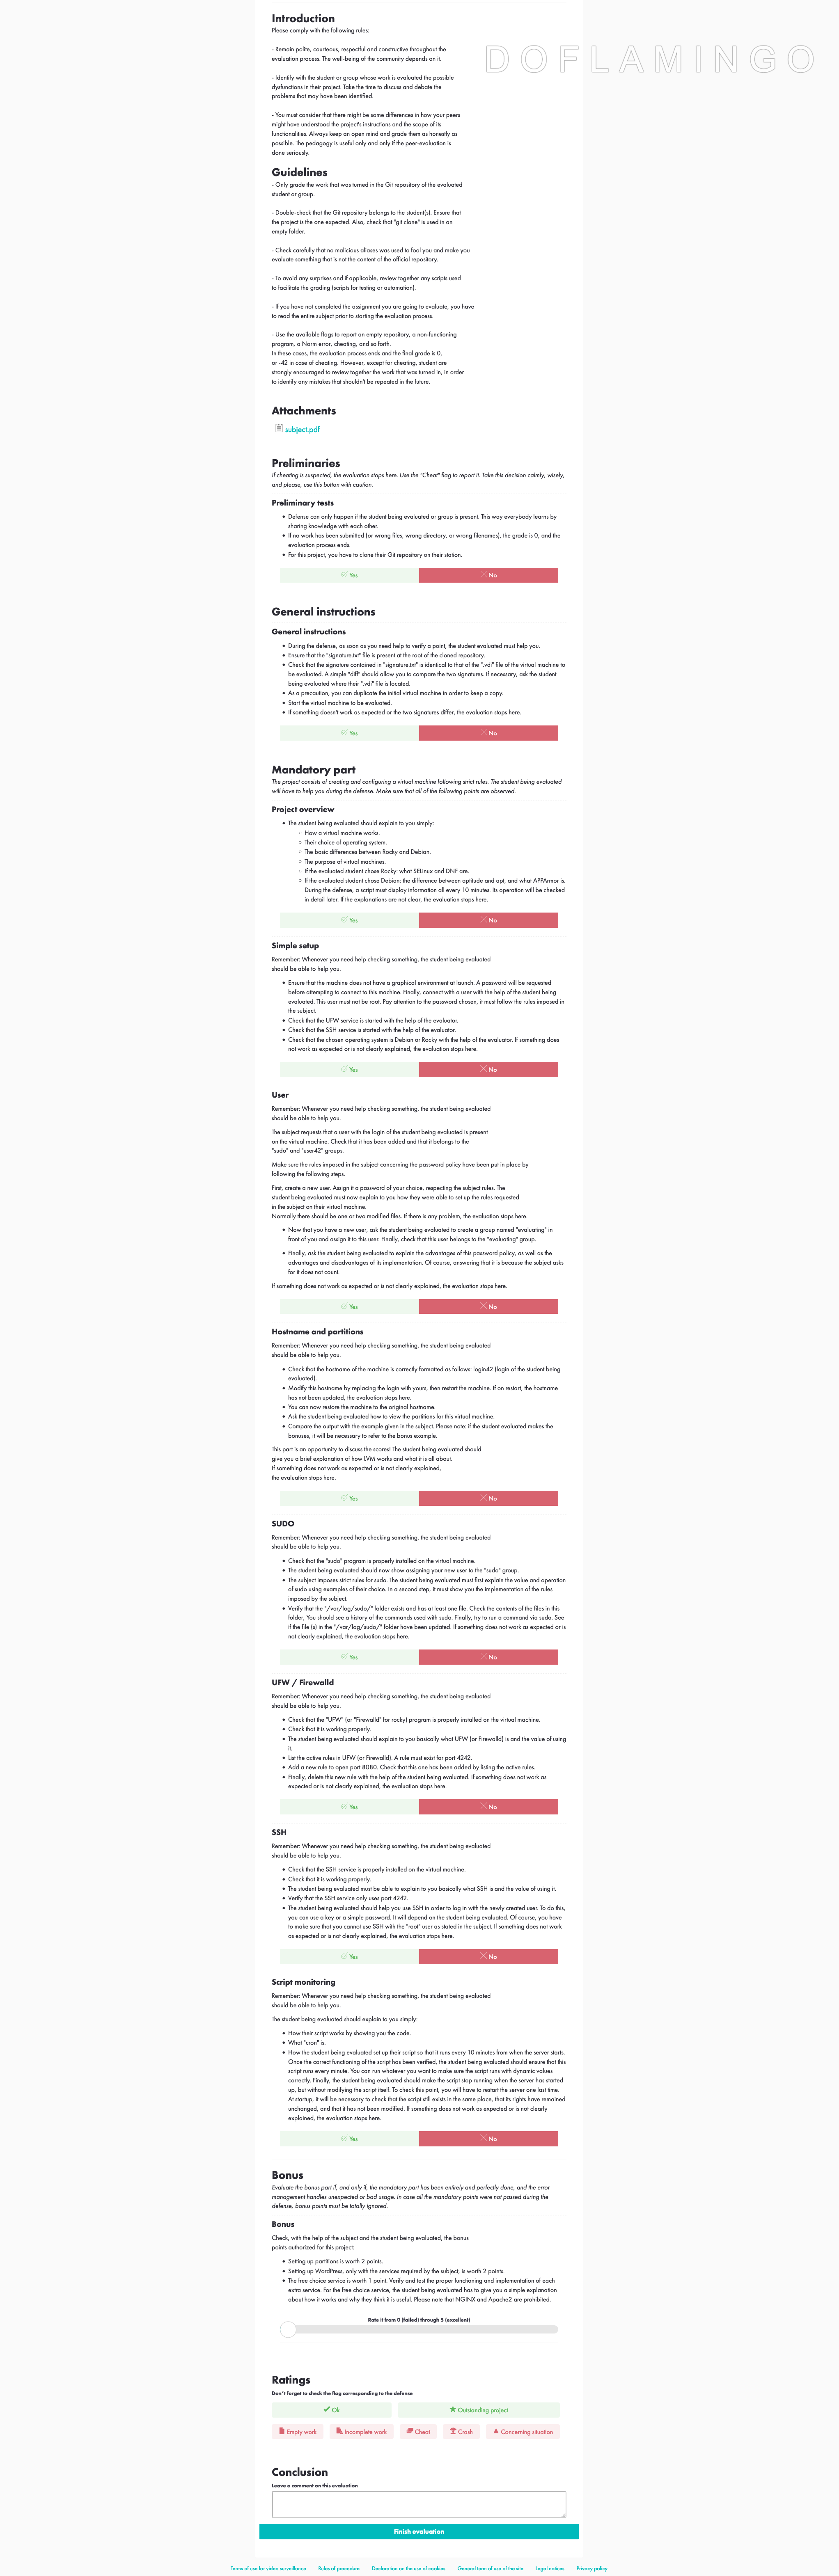 Introduction
Please comply with the following rules:
- Remain polite, courteous, respectful and constructive throughout the
evaluation process. The well-being of the community depends on it.
- Identify with the student or group whose work is evaluated the possible
dysfunctions in their project. Take the time to discuss and debate the
problems that may have been identified.
- You must consider that there might be some differences in how your peers
might have understood the project's instructions and the scope of its
functionalities. Always keep an open mind and grade them as honestly as
possible. The pedagogy is useful only and only if the peer-evaluation is
done seriously.
DOFLAMINGO
Guidelines
- Only grade the work that was turned in the Git repository of the evaluated
student or group.
- Double-check that the Git repository belongs to the student(s). Ensure that
the project is the one expected. Also, check that "git clone" is used in an
empty folder.
- Check carefully that no malicious aliases was used to fool you and make you
evaluate something that is not the content of the official repository.
- To avoid any surprises and if applicable, review together any scripts used
to facilitate the grading (scripts for testing or automation).
- If you have not completed the assignment you are going to evaluate, you have
to read the entire subject prior to starting the evaluation process.
- Use the available flags to report an empty repository, a non-functioning
program, a Norm error, cheating, and so forth.
In these cases, the evaluation process ends and the final grade is 0,
or -42 in case of cheating. However, except for cheating, student are
strongly encouraged to review together the work that was turned in, in order
to identify any mistakes that shouldn't be repeated in the future.
Attachments
subject.pdf
Preliminaries
If cheating is suspected, the evaluation stops here. Use the "Cheat" flag to report it. Take this decision calmly, wisely,
and please, use this button with caution.
Preliminary tests
• Defense can only happen if the student being evaluated or group is present. This way everybody learns by
sharing knowledge with each other.
• If no work has been submitted (or wrong files, wrong directory, or wrong filenames), the grade is 0, and the
evaluation process ends.
• For this project, you have to clone their Git repository on their station.
Yes No
General instructions
General instructions
• During the defense, as soon as you need help to verify a point, the student evaluated must help you.
• Ensure that the "signature.txt" file is present at the root of the cloned repository.
• Check that the signature contained in "signature.txt" is identical to that of the ".vdi" file of the virtual machine to
be evaluated. A simple "diff" should allow you to compare the two signatures. If necessary, ask the student
being evaluated where their ".vdi" file is located.
• As a precaution, you can duplicate the initial virtual machine in order to keep a copy.
• Start the virtual machine to be evaluated.
• If something doesn't work as expected or the two signatures differ, the evaluation stops here.
Yes No
Mandatory part
The project consists of creating and configuring a virtual machine following strict rules. The student being evaluated
will have to help you during the defense. Make sure that all of the following points are observed.
Project overview
• The student being evaluated should explain to you simply:
○ How a virtual machine works.
○ Their choice of operating system.
○ The basic differences between Rocky and Debian.
○ The purpose of virtual machines.
○ If the evaluated student chose Rocky: what SELinux and DNF are.
○ If the evaluated student chose Debian: the difference between aptitude and apt, and what APPArmor is.
During the defense, a script must display information all every 10 minutes. Its operation will be checked
in detail later. If the explanations are not clear, the evaluation stops here.
Yes No
Simple setup
Remember: Whenever you need help checking something, the student being evaluated
should be able to help you.
• Ensure that the machine does not have a graphical environment at launch. A password will be requested
before attempting to connect to this machine. Finally, connect with a user with the help of the student being
evaluated. This user must not be root. Pay attention to the password chosen, it must follow the rules imposed in
the subject.
• Check that the UFW service is started with the help of the evaluator.
• Check that the SSH service is started with the help of the evaluator.
• Check that the chosen operating system is Debian or Rocky with the help of the evaluator. If something does
not work as expected or is not clearly explained, the evaluation stops here.
Yes No
User
Remember: Whenever you need help checking something, the student being evaluated
should be able to help you.
The subject requests that a user with the login of the student being evaluated is present
on the virtual machine. Check that it has been added and that it belongs to the
"sudo" and "user42" groups.
Make sure the rules imposed in the subject concerning the password policy have been put in place by
following the following steps.
First, create a new user. Assign it a password of your choice, respecting the subject rules. The
student being evaluated must now explain to you how they were able to set up the rules requested
in the subject on their virtual machine.
Normally there should be one or two modified files. If there is any problem, the evaluation stops here.
• Now that you have a new user, ask the student being evaluated to create a group named "evaluating" in
front of you and assign it to this user. Finally, check that this user belongs to the "evaluating" group.
• Finally, ask the student being evaluated to explain the advantages of this password policy, as well as the
advantages and disadvantages of its implementation. Of course, answering that it is because the subject asks
for it does not count.
If something does not work as expected or is not clearly explained, the evaluation stops here.
Yes No
Hostname and partitions
Remember: Whenever you need help checking something, the student being evaluated
should be able to help you.
• Check that the hostname of the machine is correctly formatted as follows: login42 (login of the student being
evaluated).
• Modify this hostname by replacing the login with yours, then restart the machine. If on restart, the hostname
has not been updated, the evaluation stops here.
• You can now restore the machine to the original hostname.
• Ask the student being evaluated how to view the partitions for this virtual machine.
• Compare the output with the example given in the subject. Please note: if the student evaluated makes the
bonuses, it will be necessary to refer to the bonus example.
This part is an opportunity to discuss the scores! The student being evaluated should
give you a brief explanation of how LVM works and what it is all about.
If something does not work as expected or is not clearly explained,
the evaluation stops here.
Yes No
SUDO
Remember: Whenever you need help checking something, the student being evaluated
should be able to help you.
• Check that the "sudo" program is properly installed on the virtual machine.
• The student being evaluated should now show assigning your new user to the "sudo" group.
• The subject imposes strict rules for sudo. The student being evaluated must first explain the value and operation
of sudo using examples of their choice. In a second step, it must show you the implementation of the rules
imposed by the subject.
• Verify that the "/var/log/sudo/" folder exists and has at least one file. Check the contents of the files in this
folder, You should see a history of the commands used with sudo. Finally, try to run a command via sudo. See
if the file (s) in the "/var/log/sudo/" folder have been updated. If something does not work as expected or is
not clearly explained, the evaluation stops here.
Yes No
UFW / Firewalld
Remember: Whenever you need help checking something, the student being evaluated
should be able to help you.
• Check that the "UFW" (or "Firewalld" for rocky) program is properly installed on the virtual machine.
• Check that it is working properly.
• The student being evaluated should explain to you basically what UFW (or Firewalld) is and the value of using
it.
• List the active rules in UFW (or Firewalld). A rule must exist for port 4242.
• Add a new rule to open port 8080. Check that this one has been added by listing the active rules.
• Finally, delete this new rule with the help of the student being evaluated. If something does not work as
expected or is not clearly explained, the evaluation stops here.
Yes No
SSH
Remember: Whenever you need help checking something, the student being evaluated
should be able to help you.
• Check that the SSH service is properly installed on the virtual machine.
• Check that it is working properly.
• The student being evaluated must be able to explain to you basically what SSH is and the value of using it.
• Verify that the SSH service only uses port 4242.
• The student being evaluated should help you use SSH in order to log in with the newly created user. To do this,
you can use a key or a simple password. It will depend on the student being evaluated. Of course, you have
to make sure that you cannot use SSH with the "root" user as stated in the subject. If something does not work
as expected or is not clearly explained, the evaluation stops here.
Yes No
Script monitoring
Remember: Whenever you need help checking something, the student being evaluated
should be able to help you.
The student being evaluated should explain to you simply:
• How their script works by showing you the code.
• What "cron" is.
• How the student being evaluated set up their script so that it runs every 10 minutes from when the server starts.
Once the correct functioning of the script has been verified, the student being evaluated should ensure that this
script runs every minute. You can run whatever you want to make sure the script runs with dynamic values
correctly. Finally, the student being evaluated should make the script stop running when the server has started
up, but without modifying the script itself. To check this point, you will have to restart the server one last time.
At startup, it will be necessary to check that the script still exists in the same place, that its rights have remained
unchanged, and that it has not been modified. If something does not work as expected or is not clearly
explained, the evaluation stops here.
Yes No
Bonus
Evaluate the bonus part if, and only if, the mandatory part has been entirely and perfectly done, and the error
management handles unexpected or bad usage. In case all the mandatory points were not passed during the
defense, bonus points must be totally ignored.
Bonus
Check, with the help of the subject and the student being evaluated, the bonus
points authorized for this project:
• Setting up partitions is worth 2 points.
• Setting up WordPress, only with the services required by the subject, is worth 2 points.
• The free choice service is worth 1 point. Verify and test the proper functioning and implementation of each
extra service. For the free choice service, the student being evaluated has to give you a simple explanation
about how it works and why they think it is useful. Please note that NGINX and Apache2 are prohibited.
Rate it from 0 (failed) through 5 (excellent)
Ratings
Don't forget to check the flag corresponding to the defense
Ok Outstanding project
Empty work Incomplete work Cheat Crash Concerning situation
Conclusion
Leave a comment on this evaluation
Finish evaluation
Terms of use for video surveillance Rules of procedure Declaration on the use of cookies General term of use of the site Legal notices Privacy policy